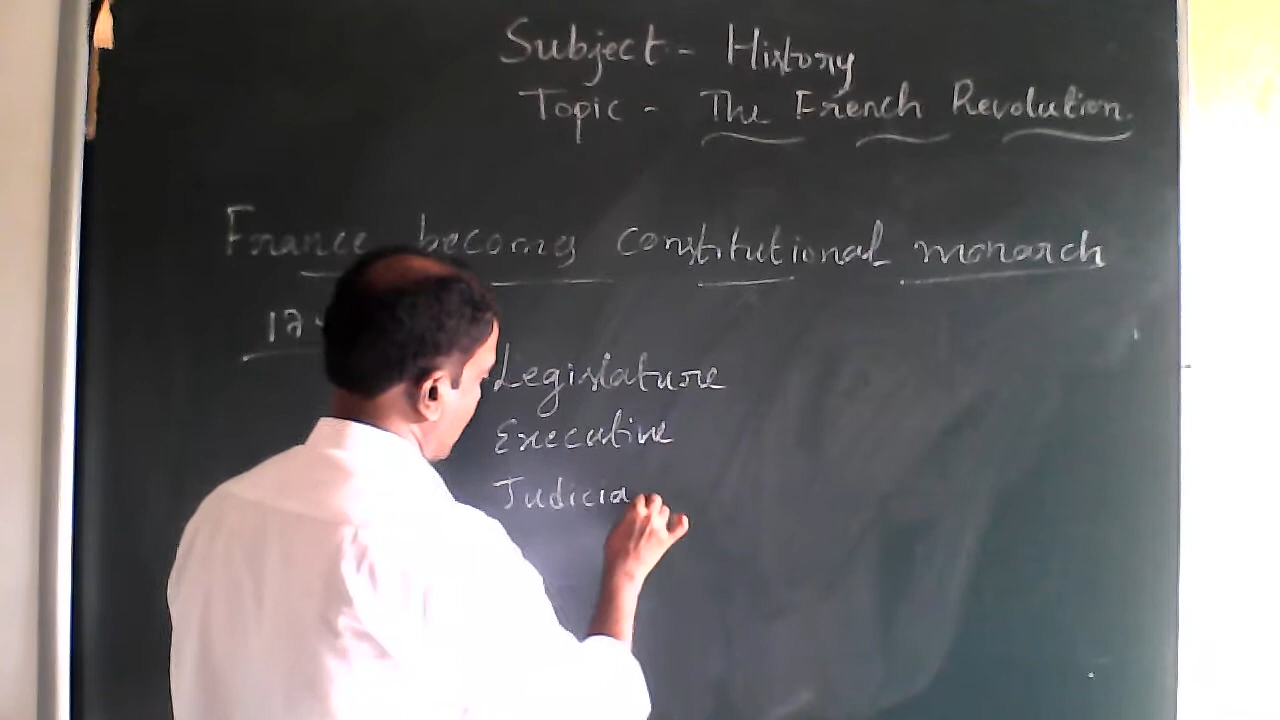 Subject - History
Topic - The French Revolution.
France becomes constitutional monarch
Legislature
Executive
Judicia